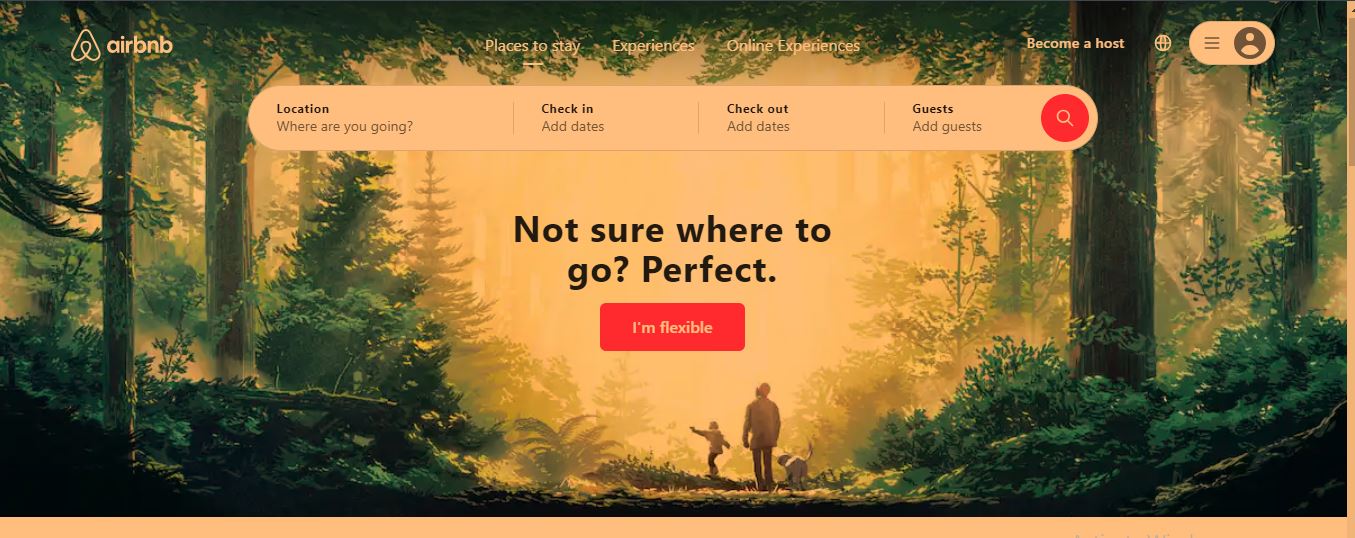 airbnb
Places to stay
Experiences
Online Experiences
Become a host
Location
Where are you going?
Check in
Add dates
Check out
Add dates
Guests
Add guests
Not sure where to
go? Perfect.
I'm flexible